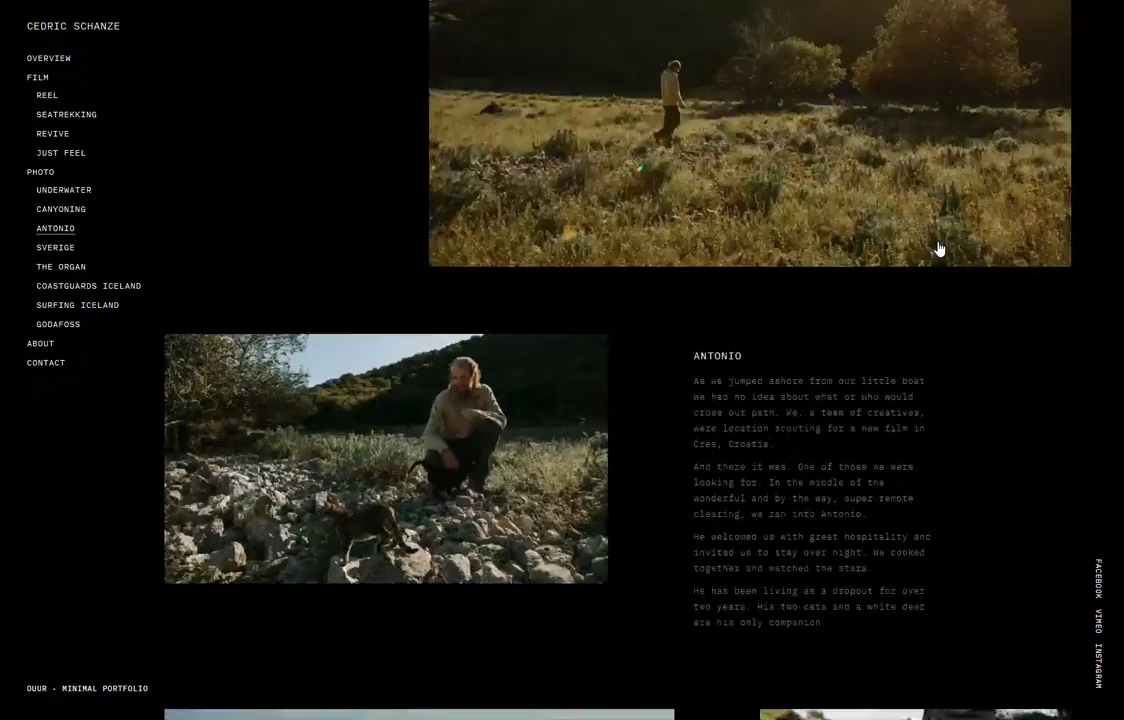 CEDRIC SCHANZE
OVERVIEW
FILM
REEL
SEATREKKING
REVIVE
JUST FEEL
PHOTO
UNDERWATER
CANYONING
ANTONIO
SVERIGE
THE ORGAN
COASTGUARDS ICELAND
SURFING ICELAND
GODAFOSS
ABOUT
CONTACT
ANTONIO
As we jumped ashore from our little boat
we had no idea about what or who would
cross our path. We, a team of creatives,
were location scouting for a new film in
Cres, Croatia.
And there it was. One of those we were
looking for. In the middle of the
wonderful and by the way, super remote
clearing, we ran into Antonio.
He welcomed us with great hospitality and
invited us to stay over night. We cooked
together and watched the stars.
He has been living as a dropout for over
two years. His two cats and a white deer
are his only companion.
FACEBOOK VIMEO INSTAGRAM
OUUR - MINIMAL PORTFOLIO